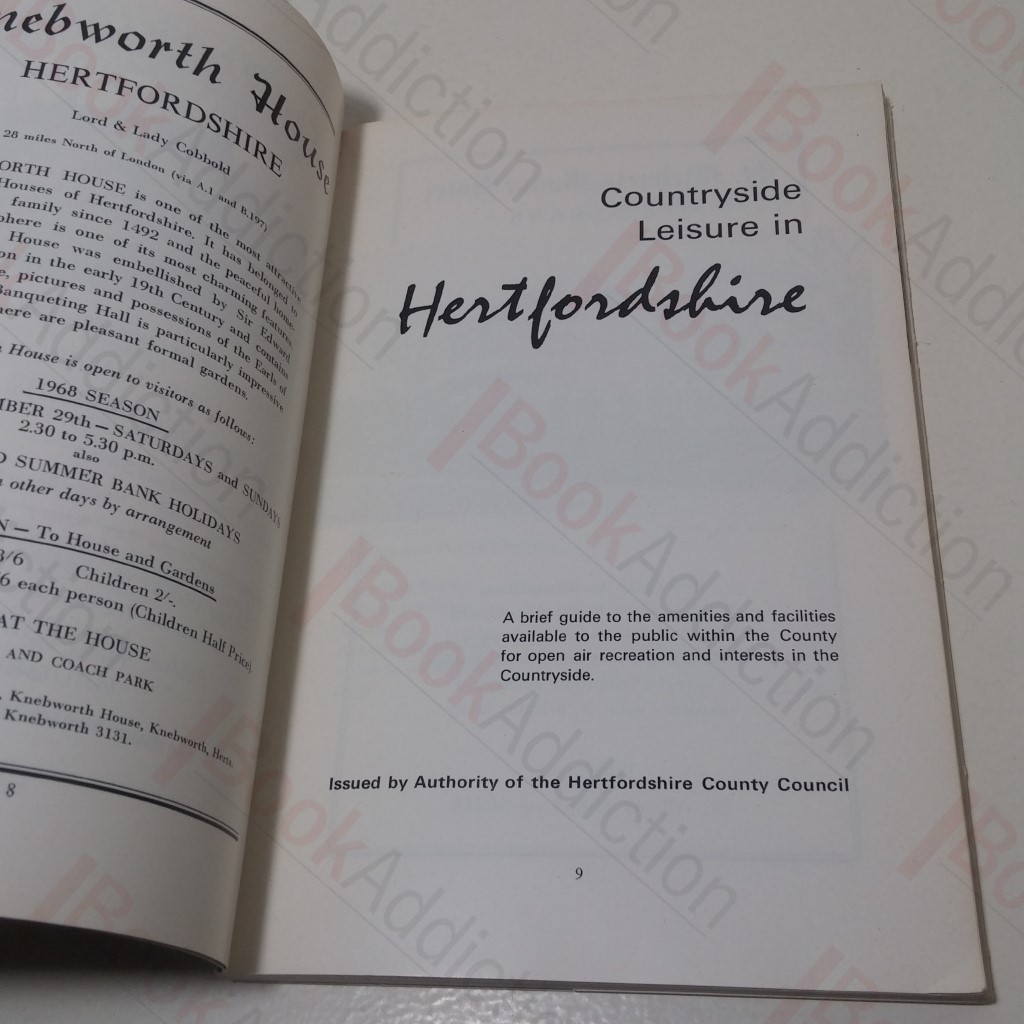 nebworth House
HERTFORDSHIRE
Lord & Lady Cobbold
28 miles North of London (via A.1 and B.197)
ORTH HOUSE is one of the most attractive
Houses of Hertfordshire. It has belonged to
family since 1492 and the peaceful home.
phere is one of its most charming features.
House was embellished by Sir Edward
on in the early 19th Century and contains
e, pictures and possessions of the Earls of
Banqueting Hall is particularly impressive
here are pleasant formal gardens.
House is open to visitors as follows:
1968 SEASON
MBER 29th — SATURDAYS and SUNDAYS
2.30 to 5.30 p.m.
also
D SUMMER BANK HOLIDAYS
other days by arrangement
N — To House and Gardens
3/6 Children 2/-.
/6 each person (Children Half Price)
AT THE HOUSE
AND COACH PARK
, Knebworth House, Knebworth, Herts.
Knebworth 3131.
8
Countryside
Leisure in
Hertfordshire
A brief guide to the amenities and facilities
available to the public within the County
for open air recreation and interests in the
Countryside.
Issued by Authority of the Hertfordshire County Council
9
BookAddiction